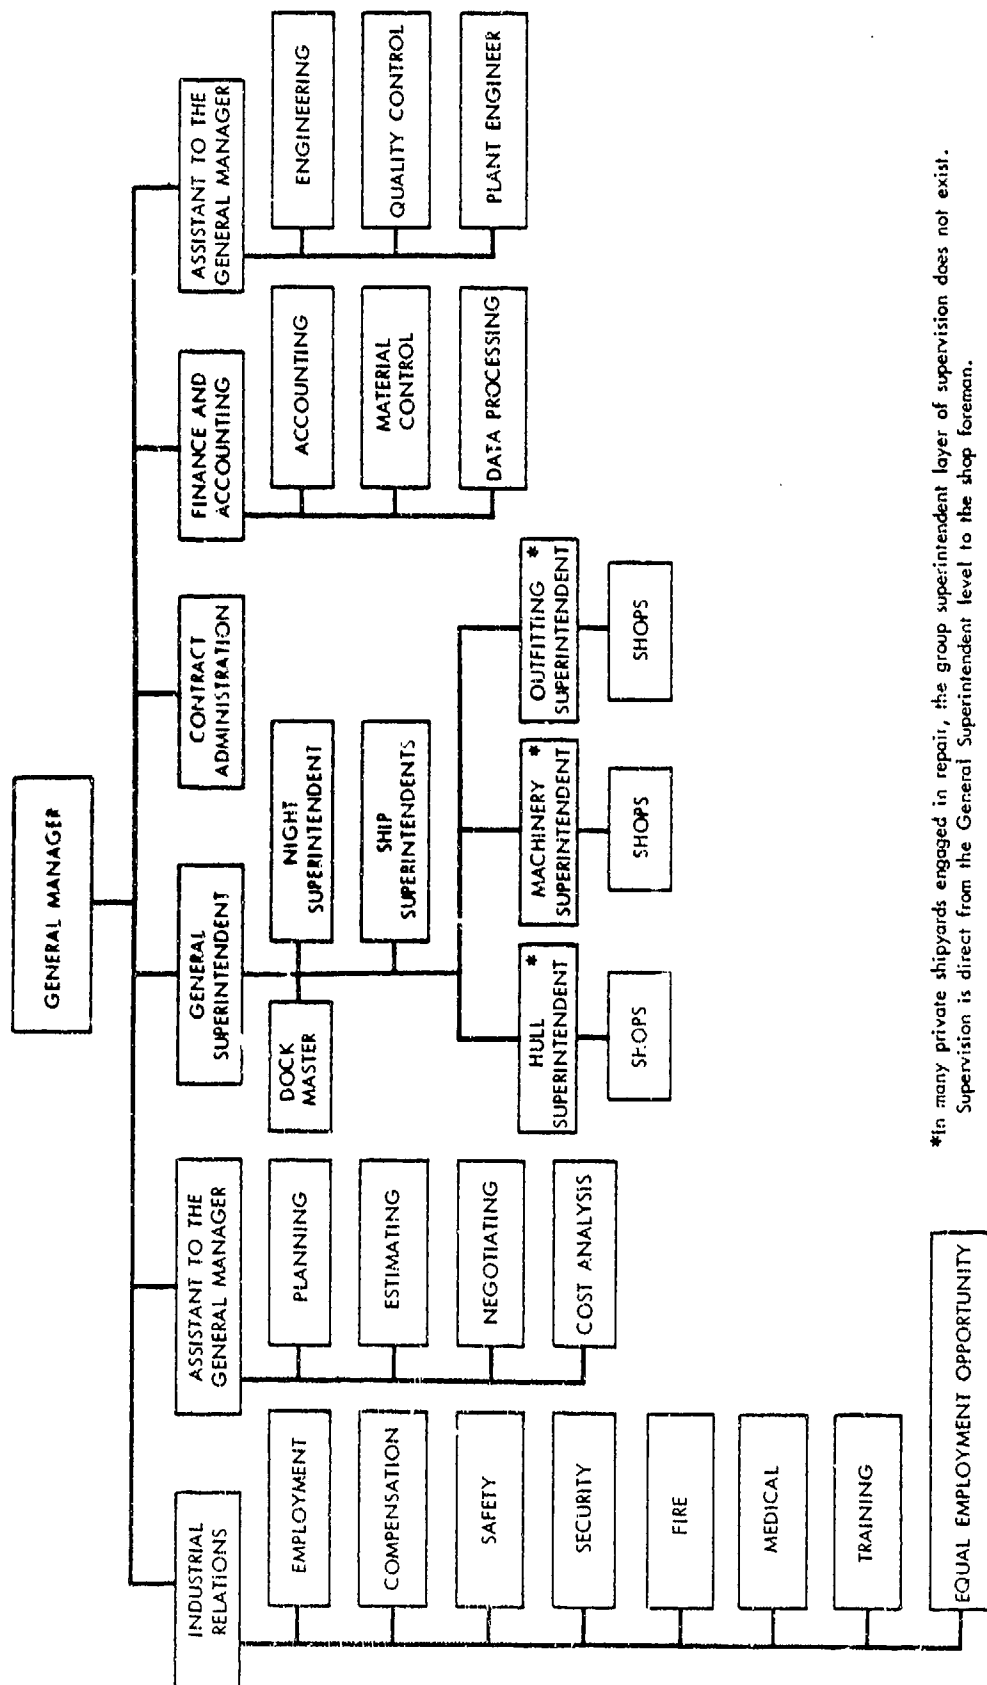 GENERAL MANAGER
INDUSTRIAL
RELATIONS
ASSISTANT TO THE
GENERAL MANAGER
GENERAL
SUPERINTENDENT
CONTRACT
ADMINISTRATION
FINANCE AND
ACCOUNTING
ASSISTANT TO THE
GENERAL MANAGER
EMPLOYMENT
COMPENSATION
SAFETY
SECURITY
FIRE
MEDICAL
TRAINING
EQUAL EMPLOYMENT OPPORTUNITY
PLANNING
ESTIMATING
NEGOTIATING
COST ANALYSIS
DOCK
MASTER
NIGHT
SUPERINTENDENT
SHIP
SUPERINTENDENTS
HULL *
SUPERINTENDENT
SHOPS
MACHINERY *
SUPERINTENDENT
SHOPS
OUTFITTING *
SUPERINTENDENT
SHOPS
ACCOUNTING
MATERIAL
CONTROL
DATA PROCESSING
ENGINEERING
QUALITY CONTROL
PLANT ENGINEER
*In many private shipyards engaged in repair, the group superintendent layer of supervision does not exist.
Supervision is direct from the General Superintendent level to the shop foreman.